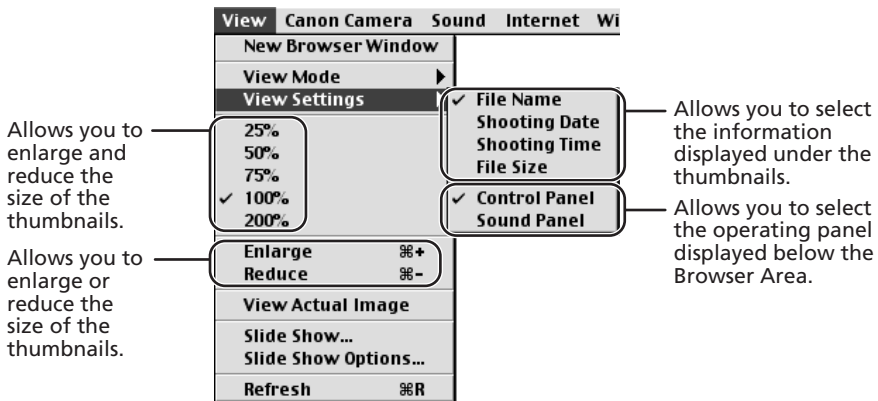 View Canon Camera Sound Internet Wi
New Browser Window
View Mode
View Settings
✓ File Name
Shooting Date
Shooting Time
File Size
✓ Control Panel
Sound Panel
25%
50%
75%
✓ 100%
200%
Enlarge ⌘+
Reduce ⌘-
View Actual Image
Slide Show...
Slide Show Options...
Refresh ⌘R
Allows you to
enlarge and
reduce the
size of the
thumbnails.
Allows you to
enlarge or
reduce the
size of the
thumbnails.
Allows you to select
the information
displayed under the
thumbnails.
Allows you to select
the operating panel
displayed below the
Browser Area.